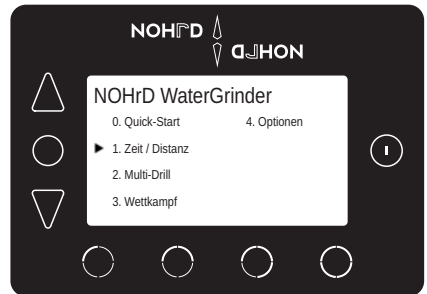 NOHrD
NOHrD
NOHrD WaterGrinder
0. Quick-Start
4. Optionen
1. Zeit / Distanz
2. Multi-Drill
3. Wettkampf